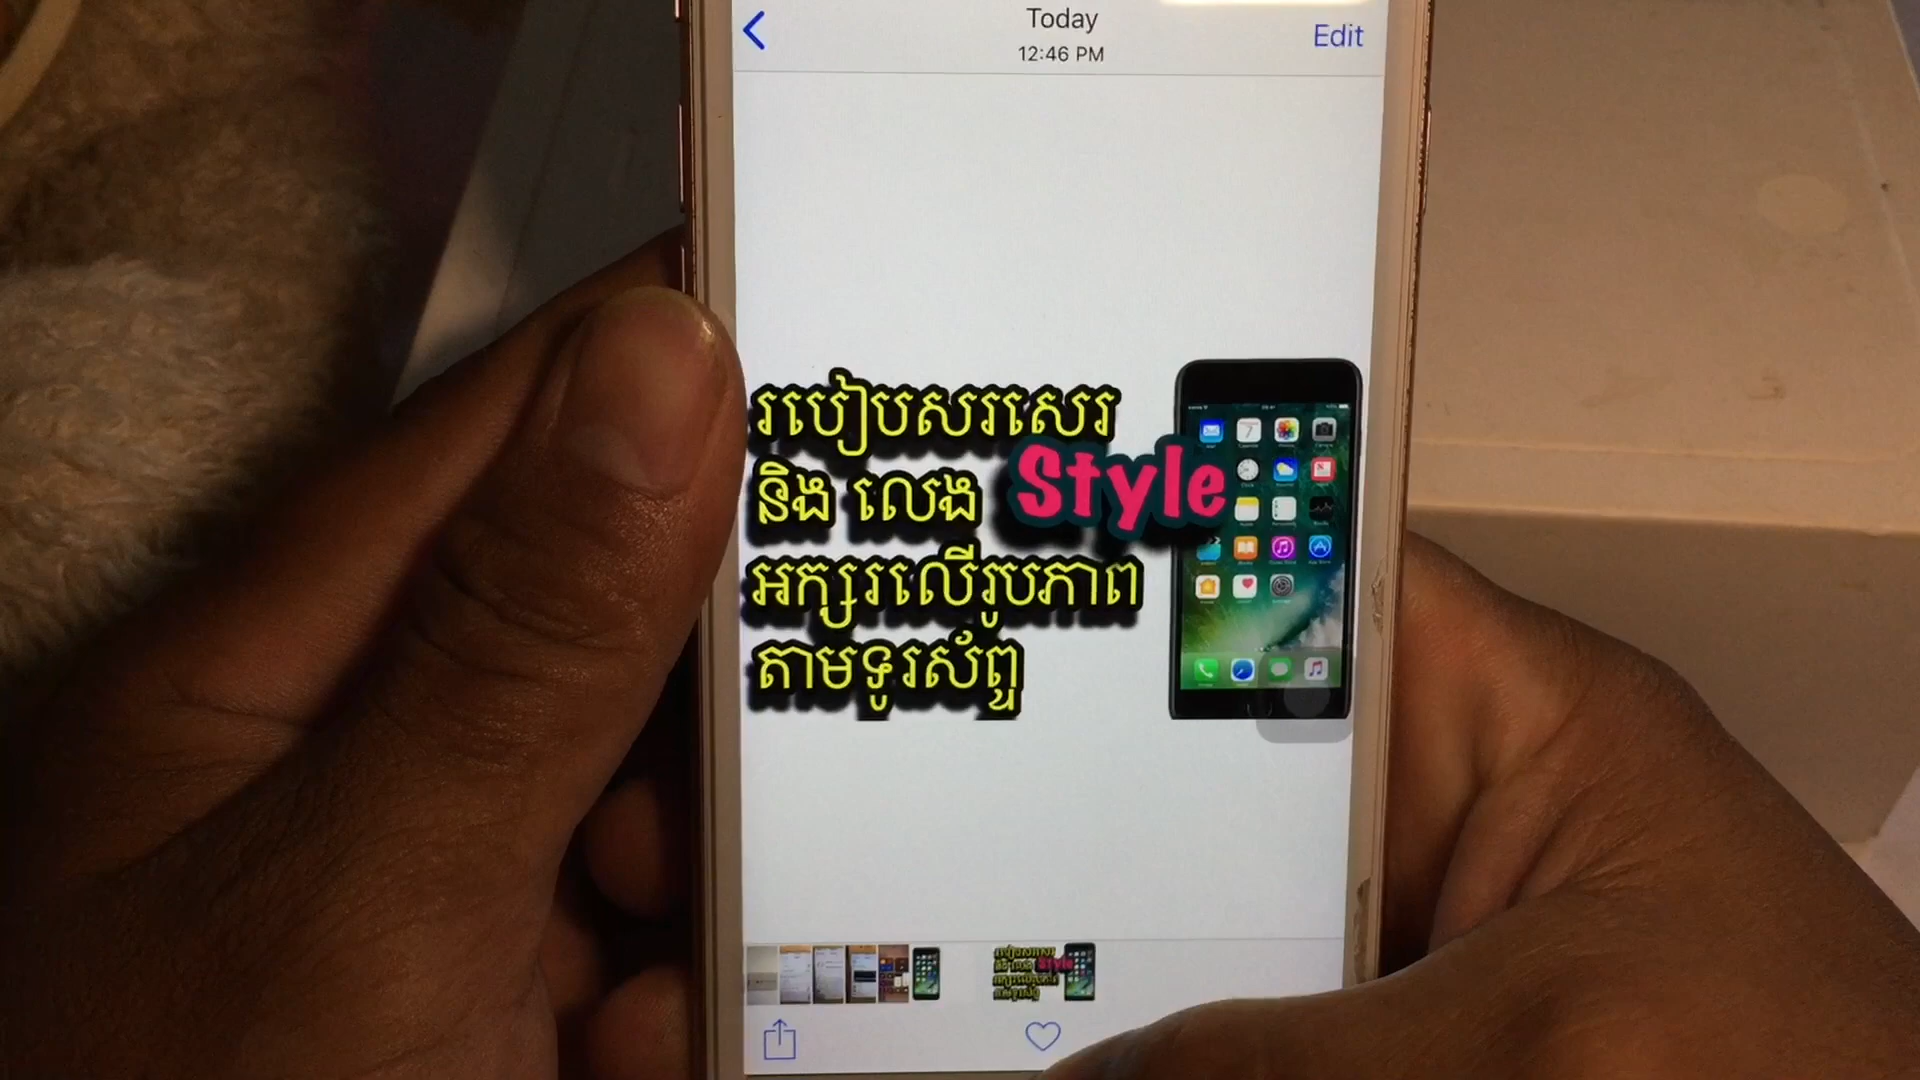 Today
12:46 PM
Edit
របៀបសរសេរ
និង លេង Style
អក្សរលើរូបភាព
តាមទូរស័ព្ទ